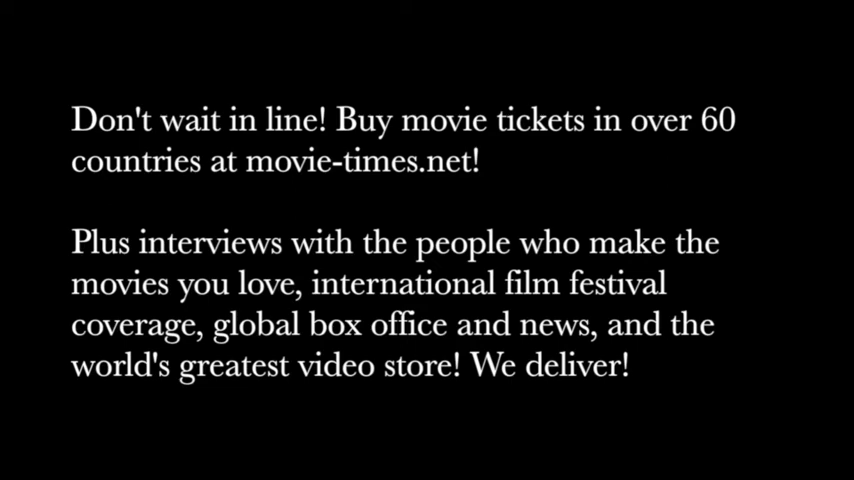 Don't wait in line! Buy movie tickets in over 60
countries at movie-times.net!
Plus interviews with the people who make the
movies you love, international film festival
coverage, global box office and news, and the
world's greatest video store! We deliver!